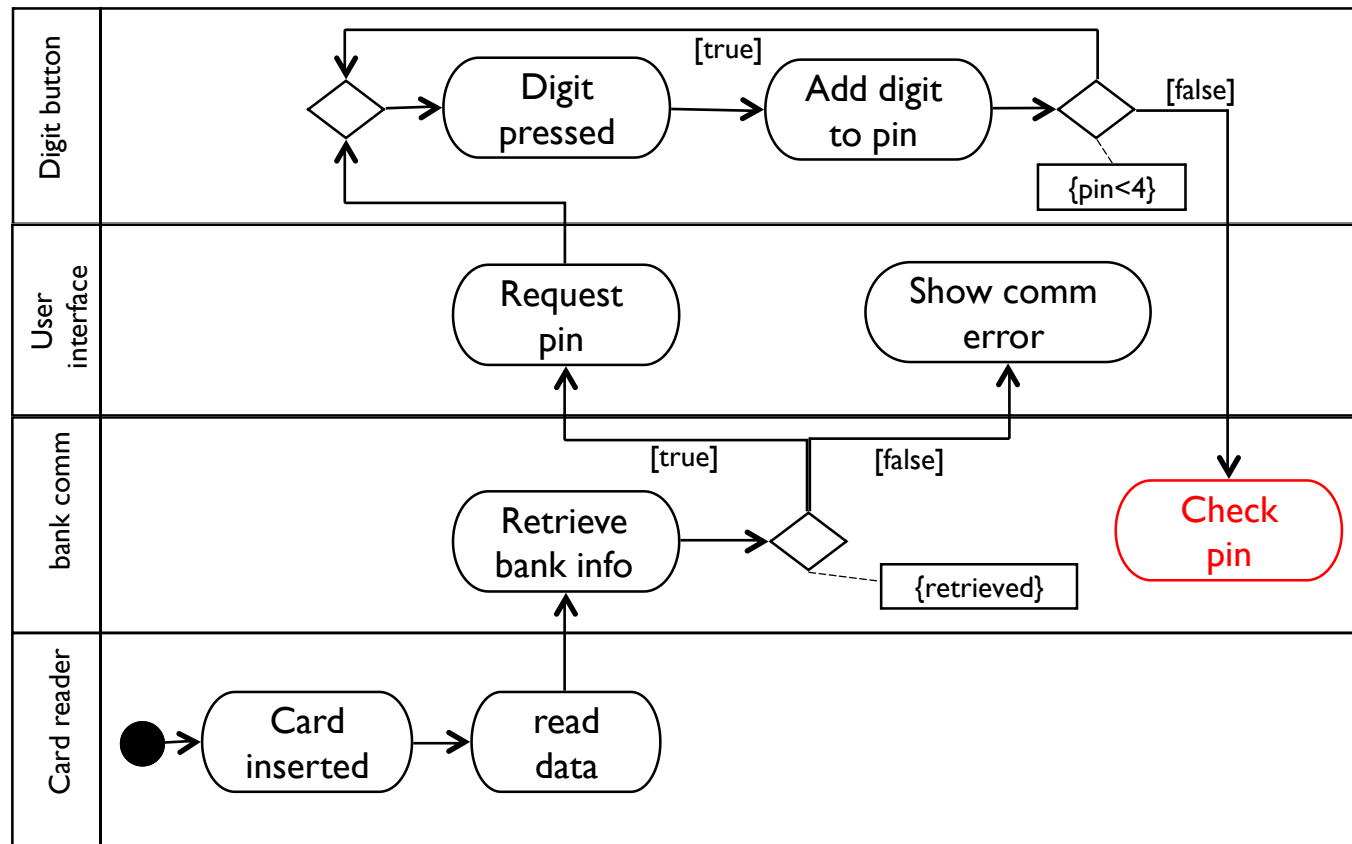 Digit button
[true]
[false]
Digit
pressed
Add digit
to pin
{pin<4}
User
interface
Request
pin
Show comm
error
bank comm
[true]
[false]
Retrieve
bank info
{retrieved}
Check
pin
Card reader
Card
inserted
read
data